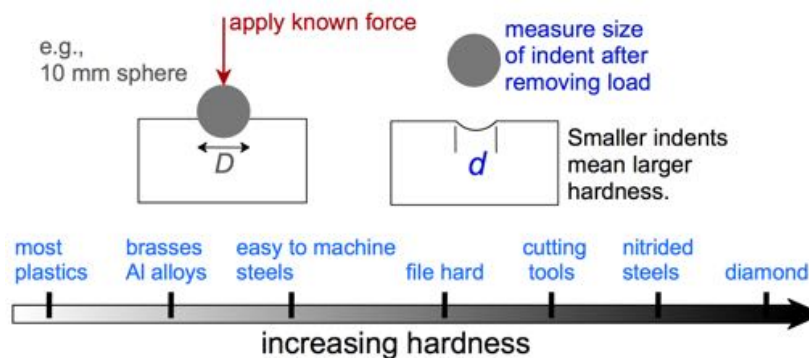 apply known force
e.g.,
10 mm sphere
D
measure size
of indent after
removing load
d
Smaller indents
mean larger
hardness.
most
plastics
brasses
Al alloys
easy to machine
steels
file hard
cutting
tools
nitrided
steels
diamond
increasing hardness